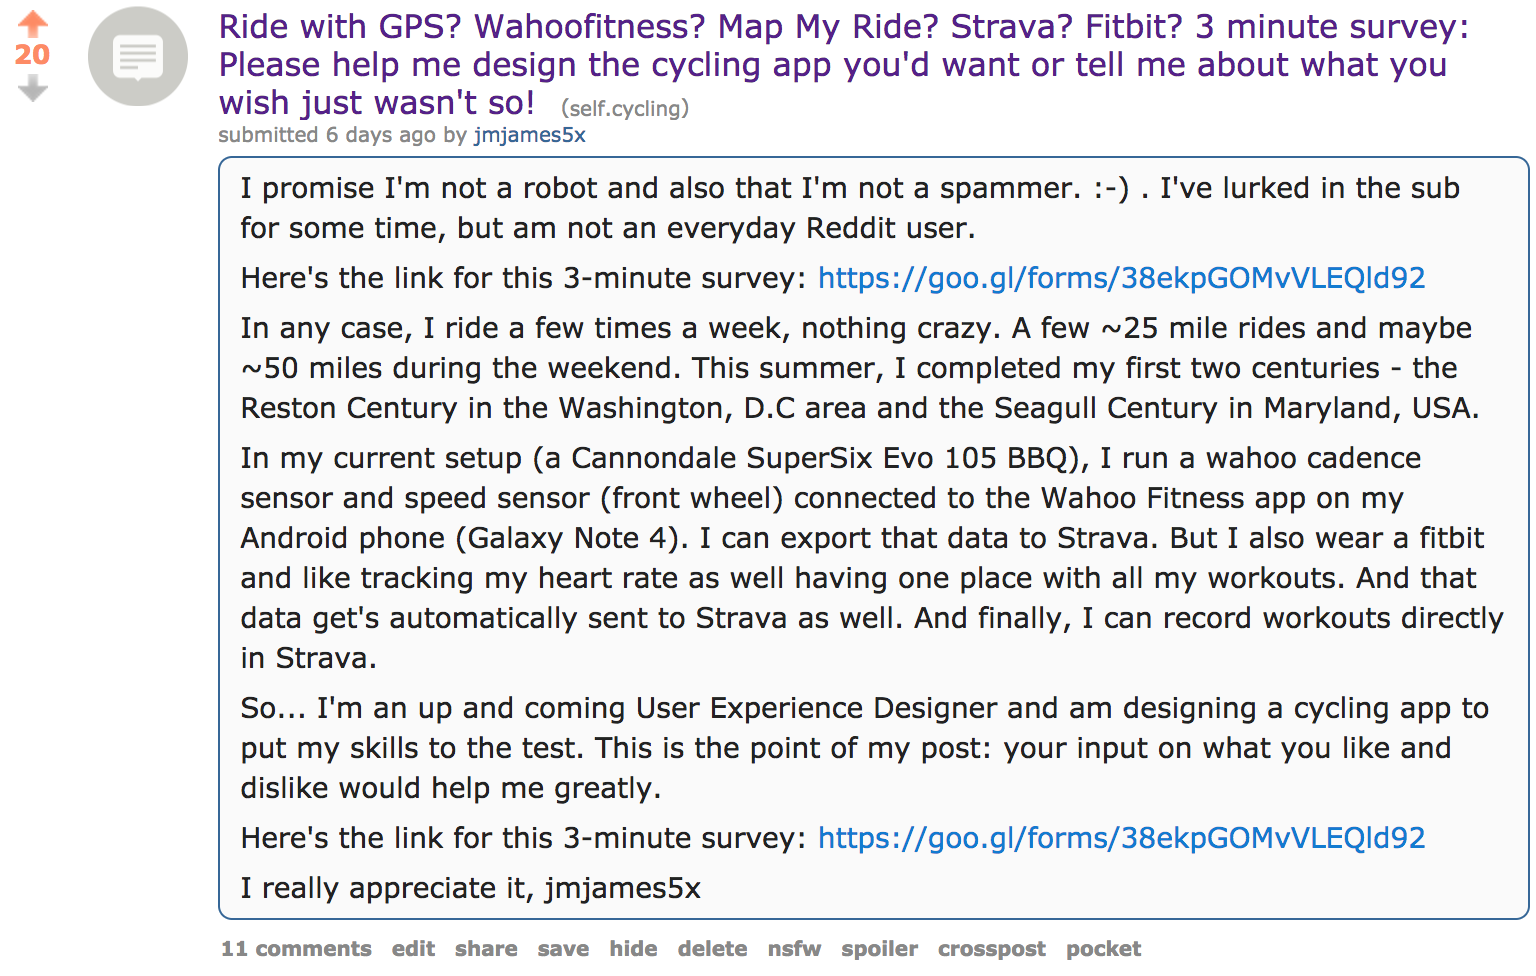 Ride with GPS? Wahoofitness? Map My Ride? Strava? Fitbit? 3 minute survey:
Please help me design the cycling app you'd want or tell me about what you
wish just wasn't so! (self.cycling)
20
submitted 6 days ago by jmjames5x
I promise I'm not a robot and also that I'm not a spammer. :-) . I've lurked in the sub
for some time, but am not an everyday Reddit user.
Here's the link for this 3-minute survey: https://goo.gl/forms/38ekpGOMvVLEQld92
In any case, I ride a few times a week, nothing crazy. A few ~25 mile rides and maybe
~50 miles during the weekend. This summer, I completed my first two centuries - the
Reston Century in the Washington, D.C area and the Seagull Century in Maryland, USA.
In my current setup (a Cannondale SuperSix Evo 105 BBQ), I run a wahoo cadence
sensor and speed sensor (front wheel) connected to the Wahoo Fitness app on my
Android phone (Galaxy Note 4). I can export that data to Strava. But I also wear a fitbit
and like tracking my heart rate as well having one place with all my workouts. And that
data get's automatically sent to Strava as well. And finally, I can record workouts directly
in Strava.
So... I'm an up and coming User Experience Designer and am designing a cycling app to
put my skills to the test. This is the point of my post: your input on what you like and
dislike would help me greatly.
Here's the link for this 3-minute survey: https://goo.gl/forms/38ekpGOMvVLEQld92
I really appreciate it, jmjames5x
11 comments edit share save hide delete nsfw spoiler crosspost pocket